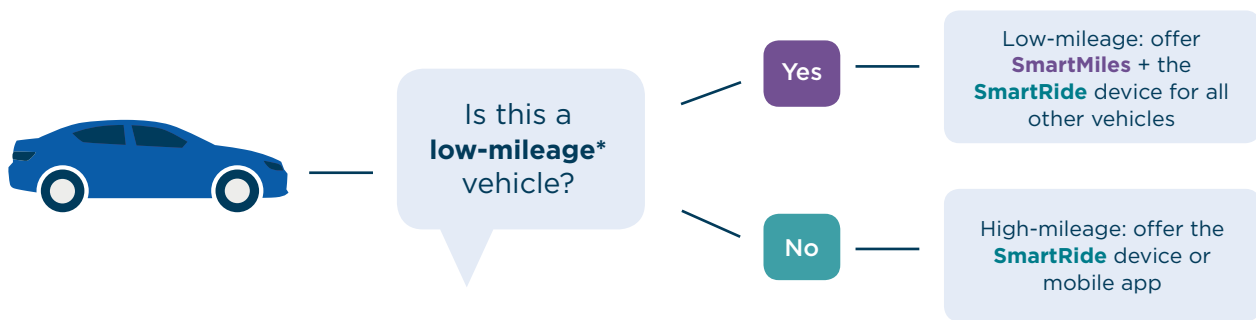 Is this a
low-mileage*
vehicle?
Yes
Low-mileage: offer
SmartMiles + the
SmartRide device for all
other vehicles
No
High-mileage: offer the
SmartRide device or
mobile app